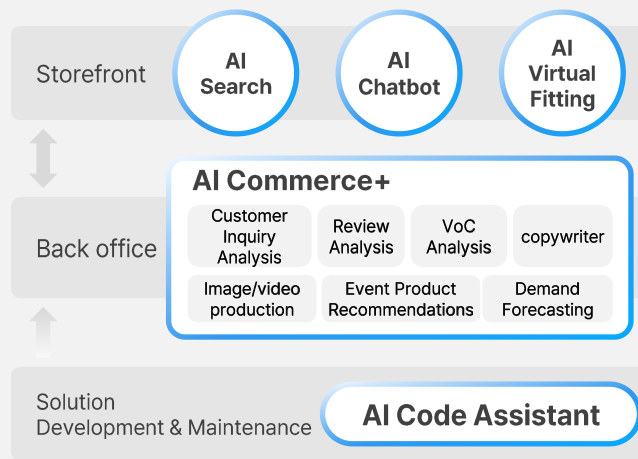 Storefront
AI
Search
AI
Chatbot
AI
Virtual
Fitting
AI Commerce+
Back office
Customer
Inquiry
Analysis
Review
Analysis
VoC
Analysis
copywriter
Image/video
production
Event Product
Recommendations
Demand
Forecasting
Solution
Development & Maintenance
AI Code Assistant